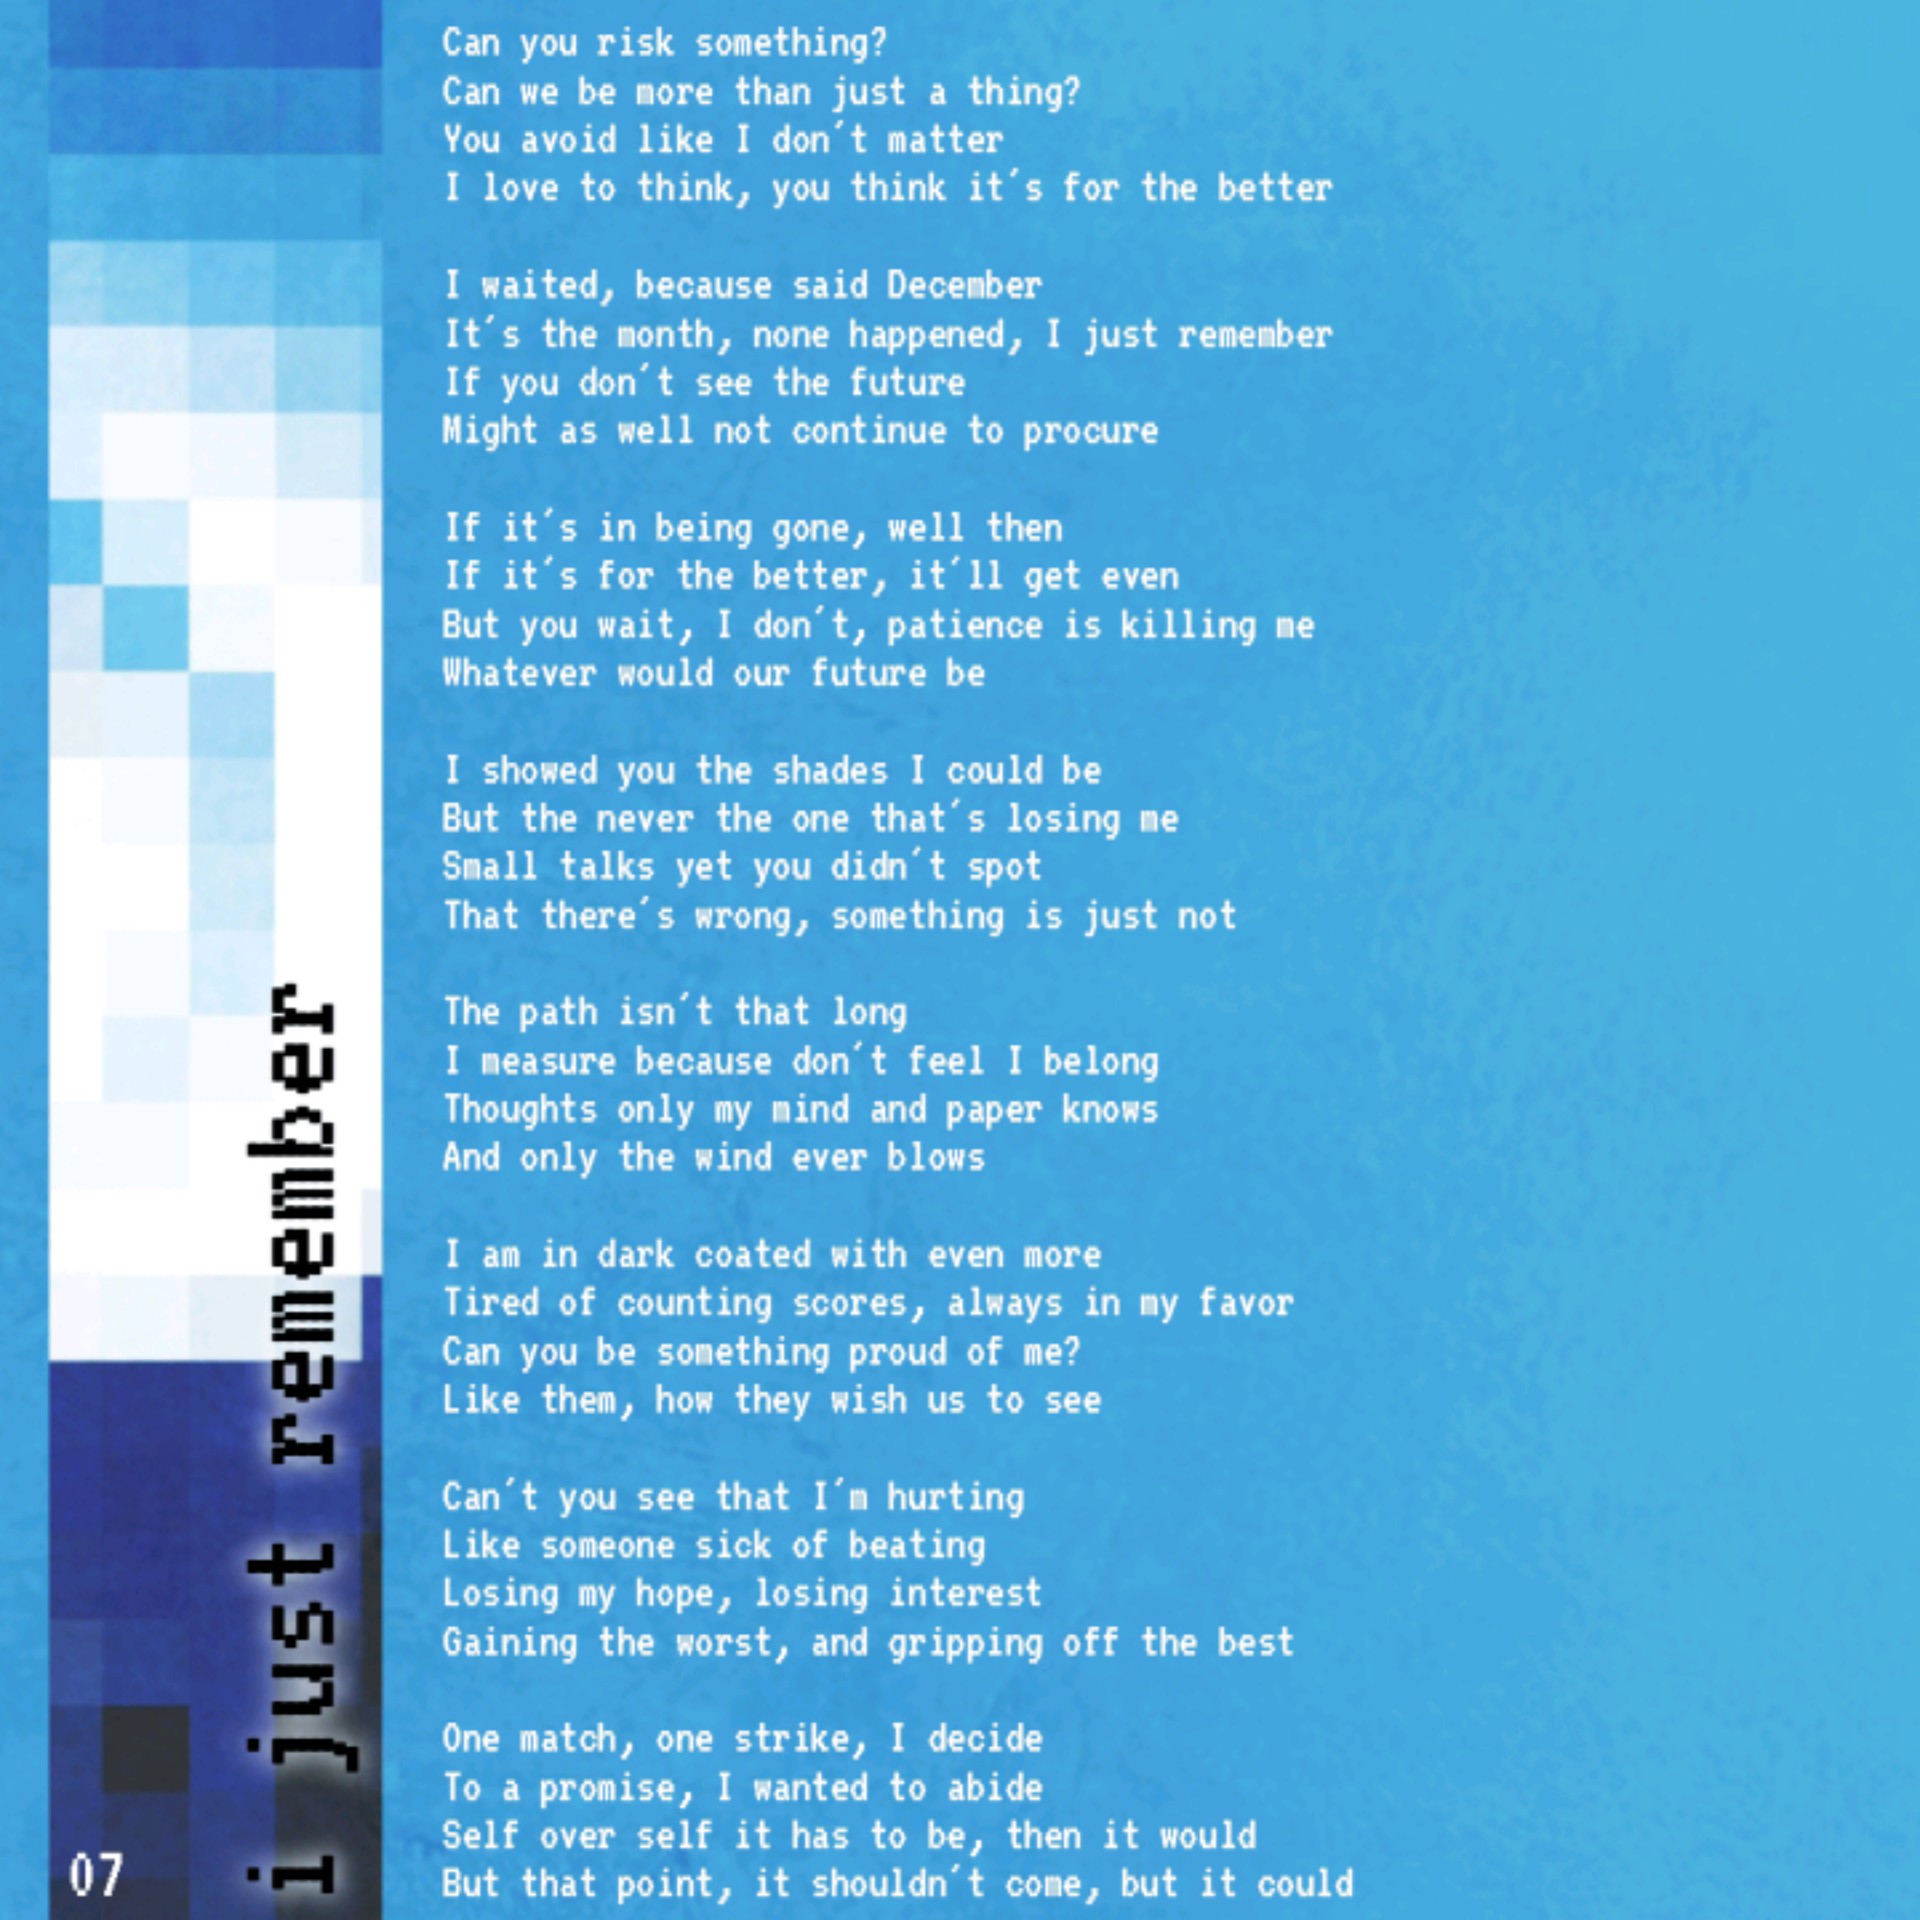 Can you risk something?
Can we be more than just a thing?
You avoid like I don´t matter
I love to think, you think it´s for the better

I waited, because said December
It´s the month, none happened, I just remember
If you don´t see the future
Might as well not continue to procure

If it´s in being gone, well then
If it´s for the better, it´ll get even
But you wait, I don´t, patience is killing me
Whatever would our future be

I showed you the shades I could be
But the never the one that´s losing me
Small talks yet you didn´t spot
That there´s wrong, something is just not

The path isn´t that long
I measure because don´t feel I belong
Thoughts only my mind and paper knows
And only the wind ever blows

I am in dark coated with even more
Tired of counting scores, always in my favor
Can you be something proud of me?
Like them, how they wish us to see

Can´t you see that I´m hurting
Like someone sick of beating
Losing my hope, losing interest
Gaining the worst, and gripping off the best

One match, one strike, I decide
To a promise, I wanted to abide
Self over self it has to be, then it would
But that point, it shouldn´t come, but it could
i just remember
07